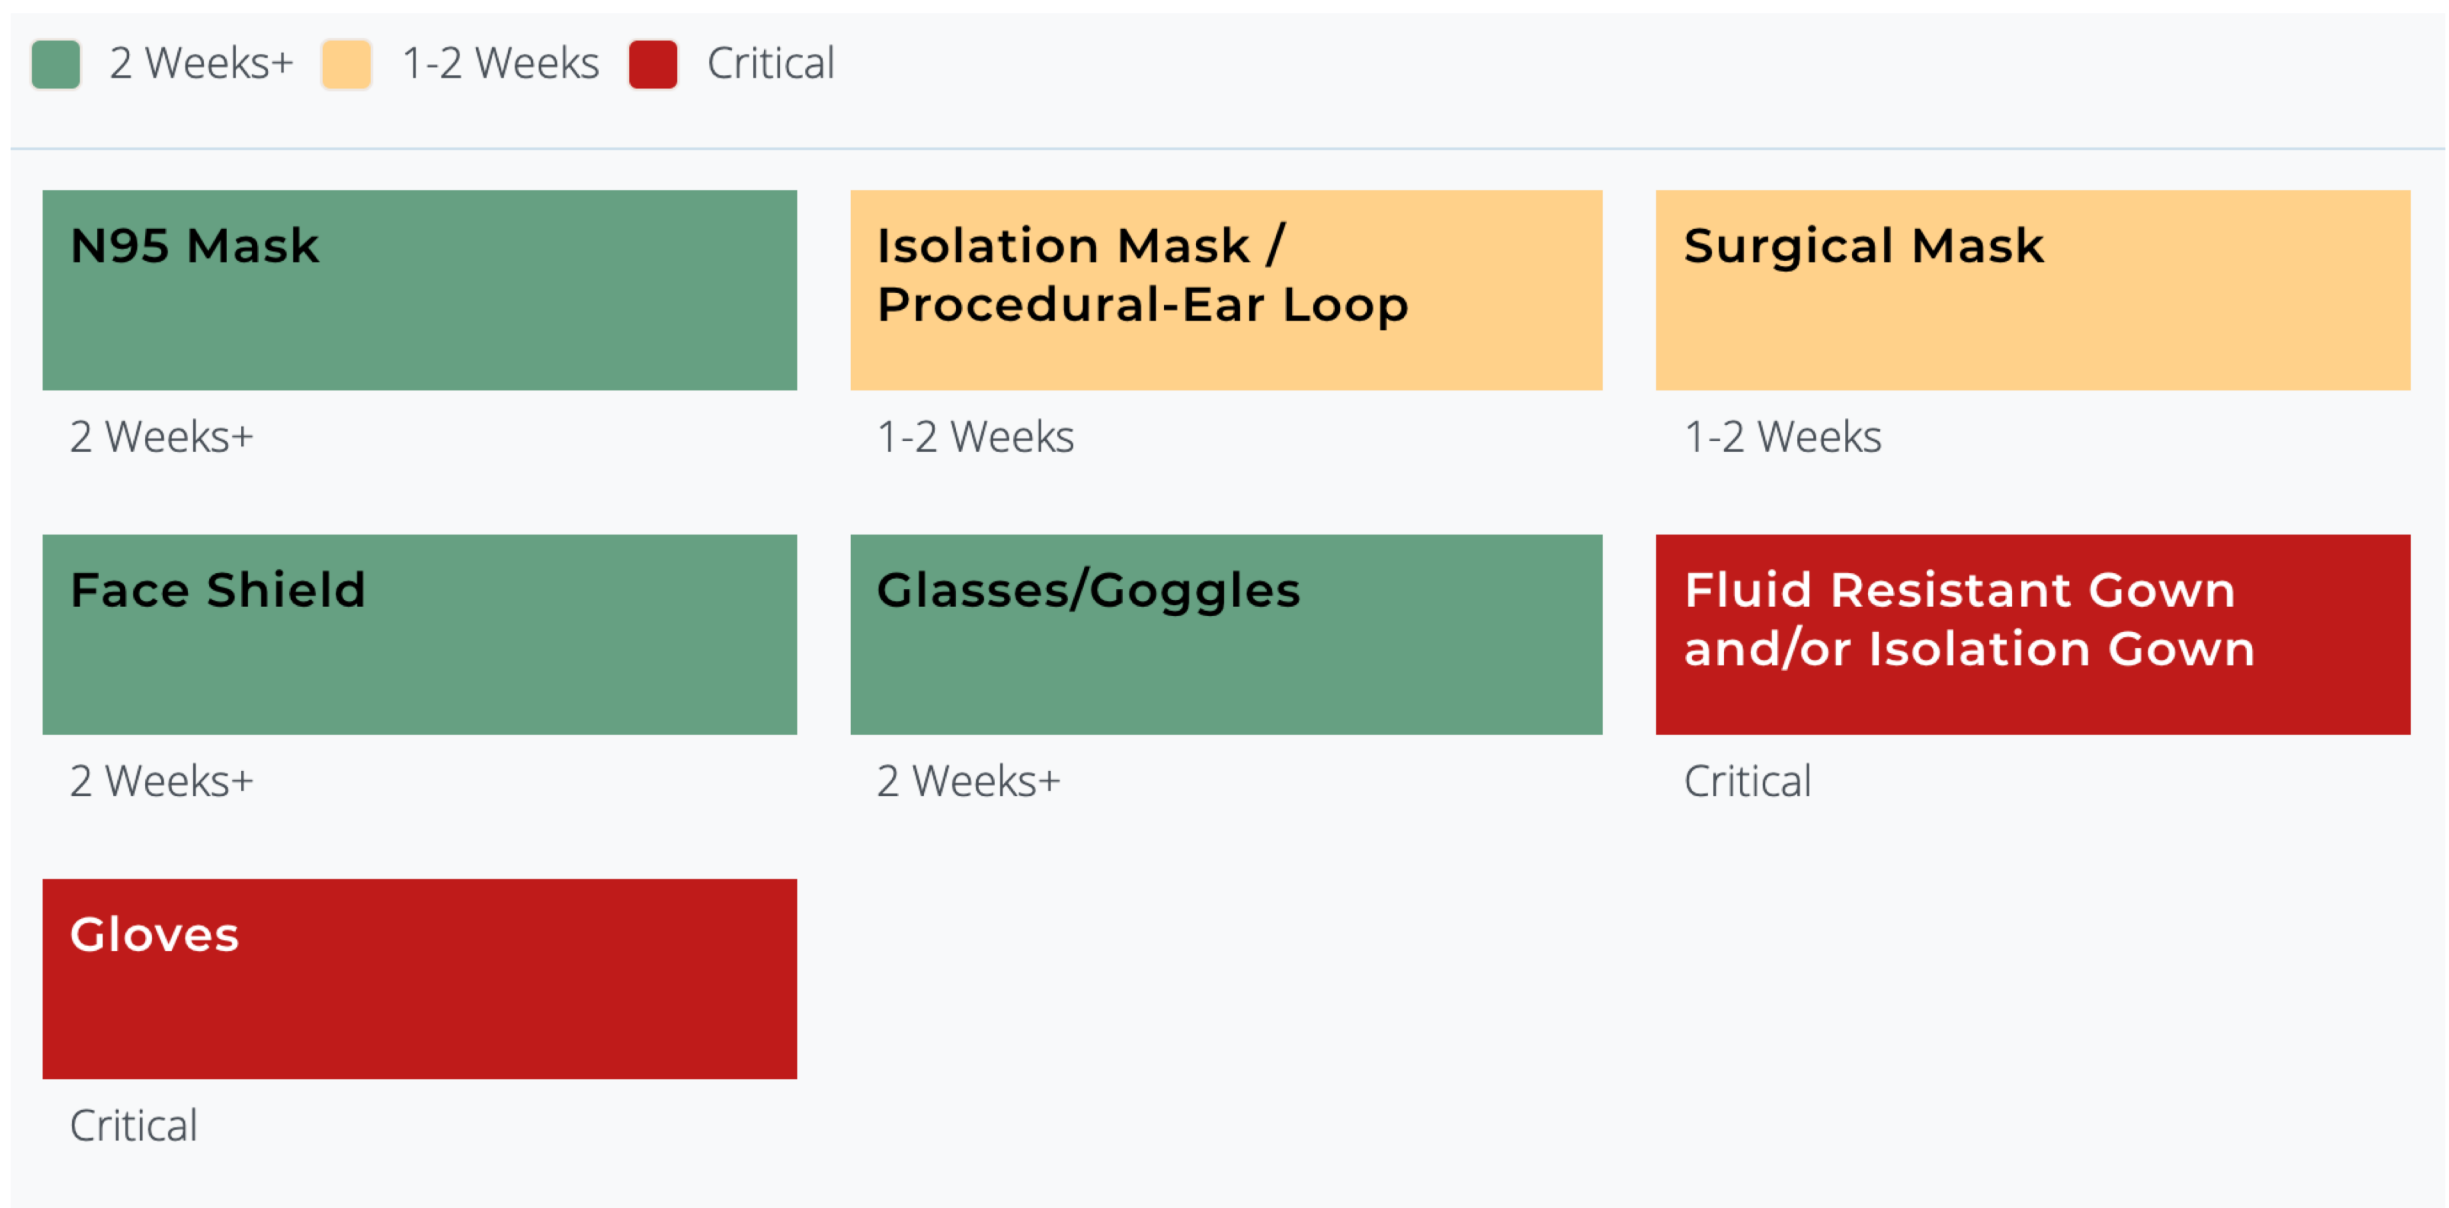 2 Weeks+ 1-2 Weeks Critical
N95 Mask
Isolation Mask /
Procedural-Ear Loop
Surgical Mask
2 Weeks+
1-2 Weeks
1-2 Weeks
Face Shield
Glasses/Goggles
Fluid Resistant Gown
and/or Isolation Gown
2 Weeks+
2 Weeks+
Critical
Gloves
Critical